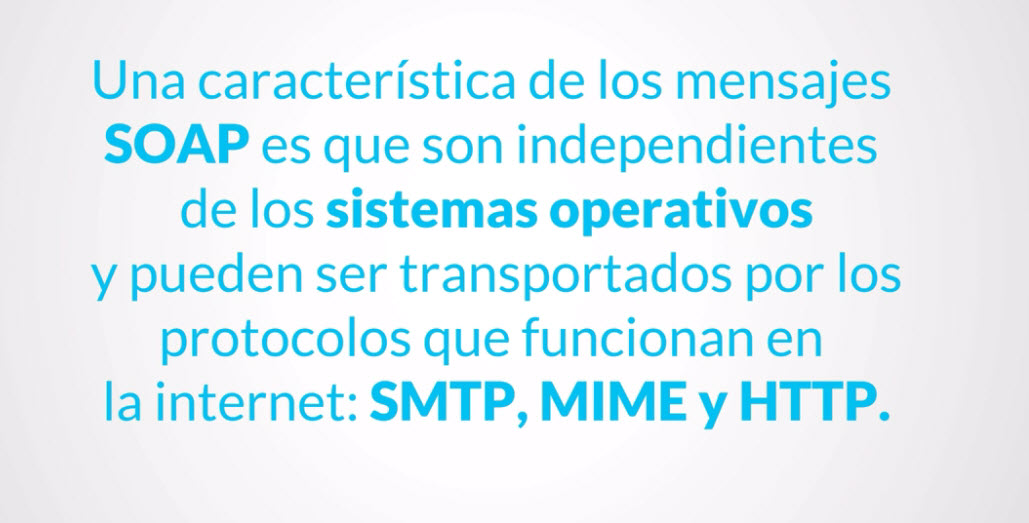 Una característica de los mensajes
SOAP es que son independientes
de los sistemas operativos
y pueden ser transportados por los
protocolos que funcionan en
la internet: SMTP, MIME y HTTP.